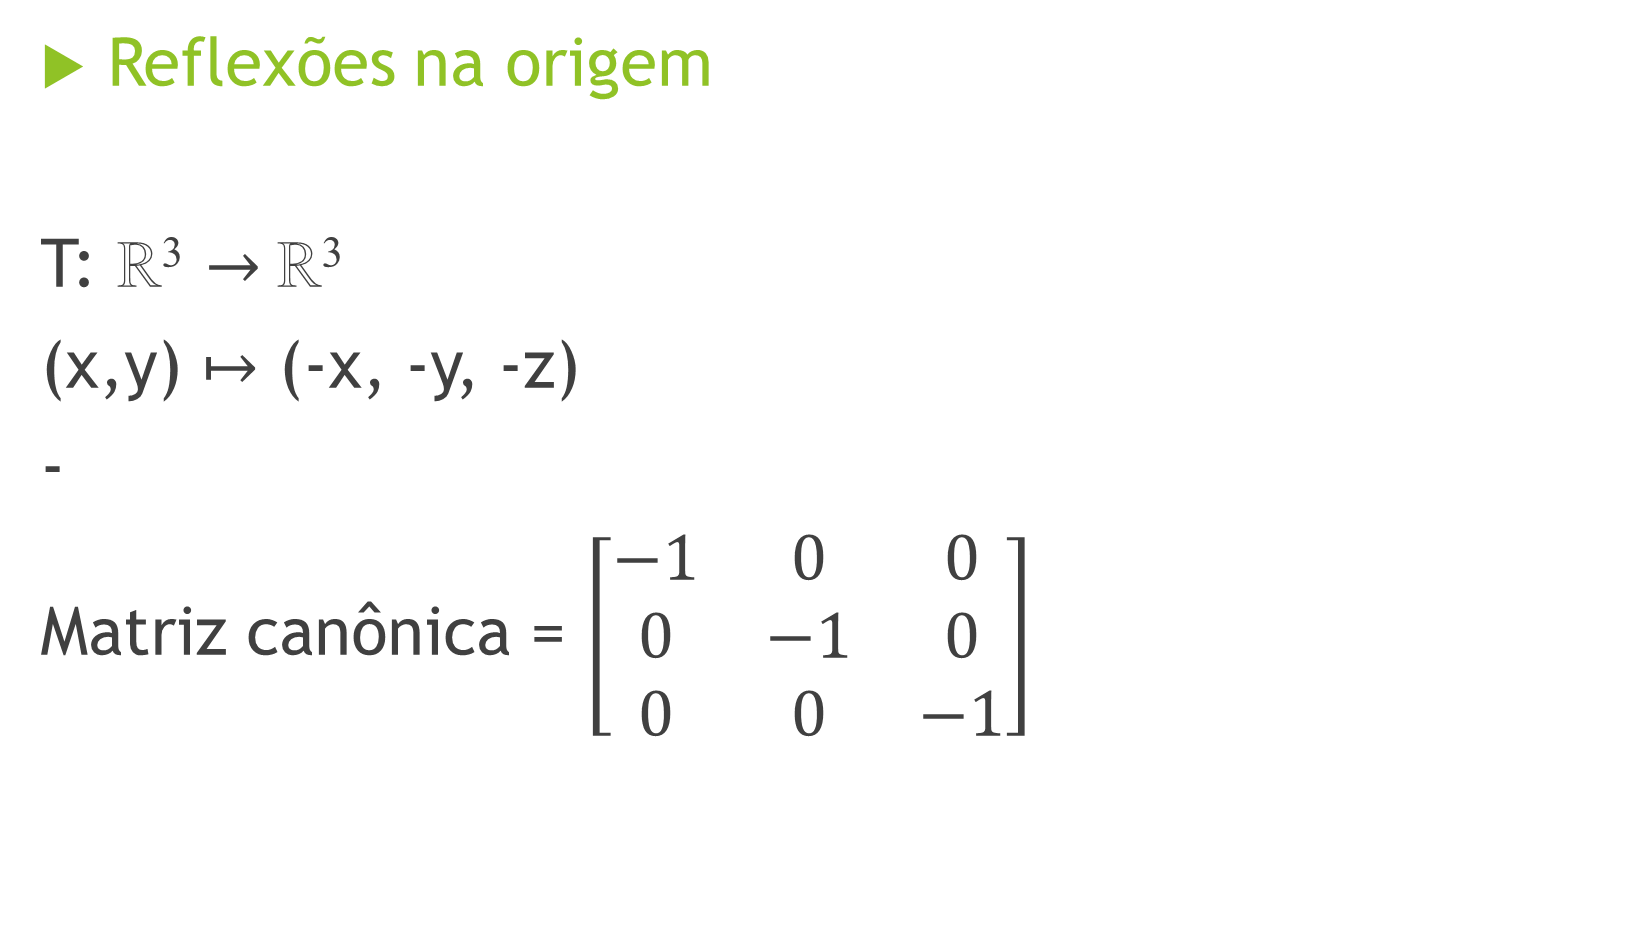 ▶ Reflexões na origem
T: ℝ³ → ℝ³
(x,y) ↦ (-x, -y, -z)
-
Matriz canônica = [−1 0 0
0 −1 0
0 0 −1]